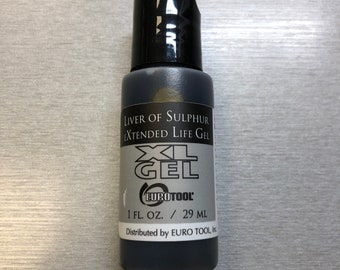 LIVER OF SULPHUR
EXTENDED LIFE GEL
XL
GEL
EUROTOOL®
1 FL. OZ. / 29 ML
Distributed by EURO TOOL, Inc.